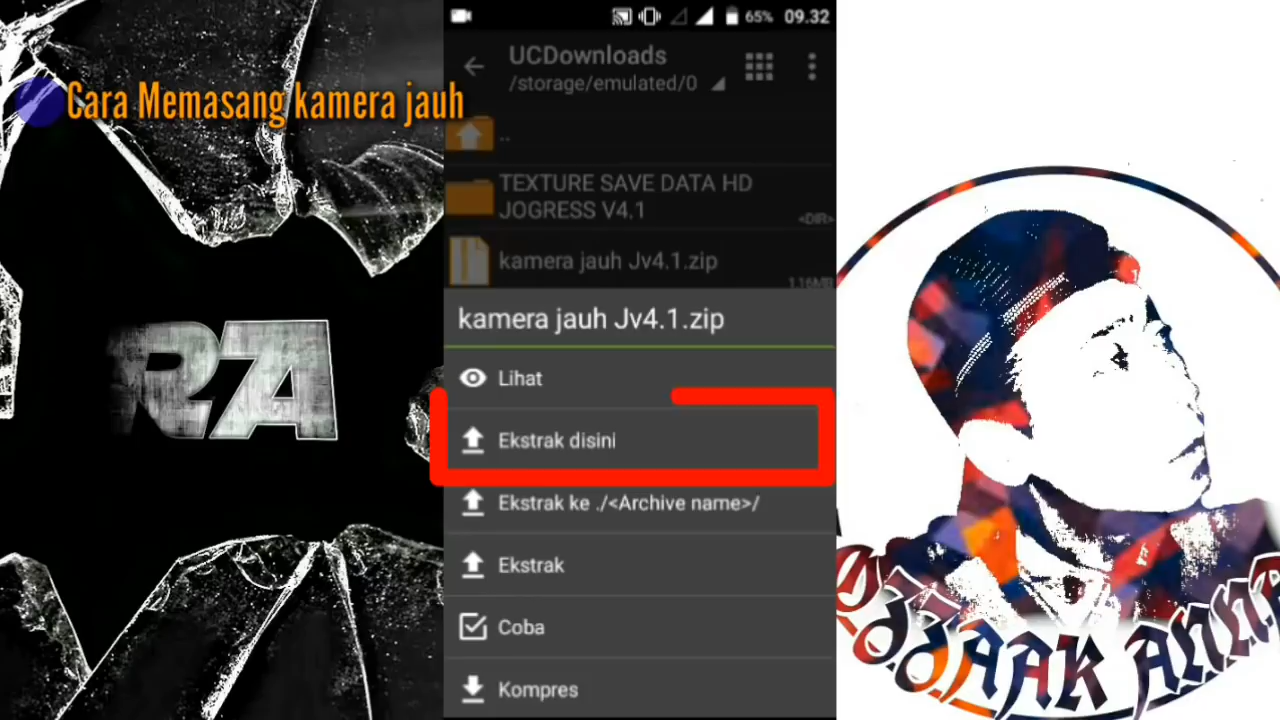 65% 09.32
UCDownloads
/storage/emulated/0
Cara Memasang kamera jauh
..
TEXTURE SAVE DATA HD
JOGRESS V4.1
<DIR>
kamera jauh Jv4.1.zip
kamera jauh Jv4.1.zip
Lihat
Ekstrak disini
Ekstrak ke ./<Archive name>/
Ekstrak
Coba
Kompres
RA